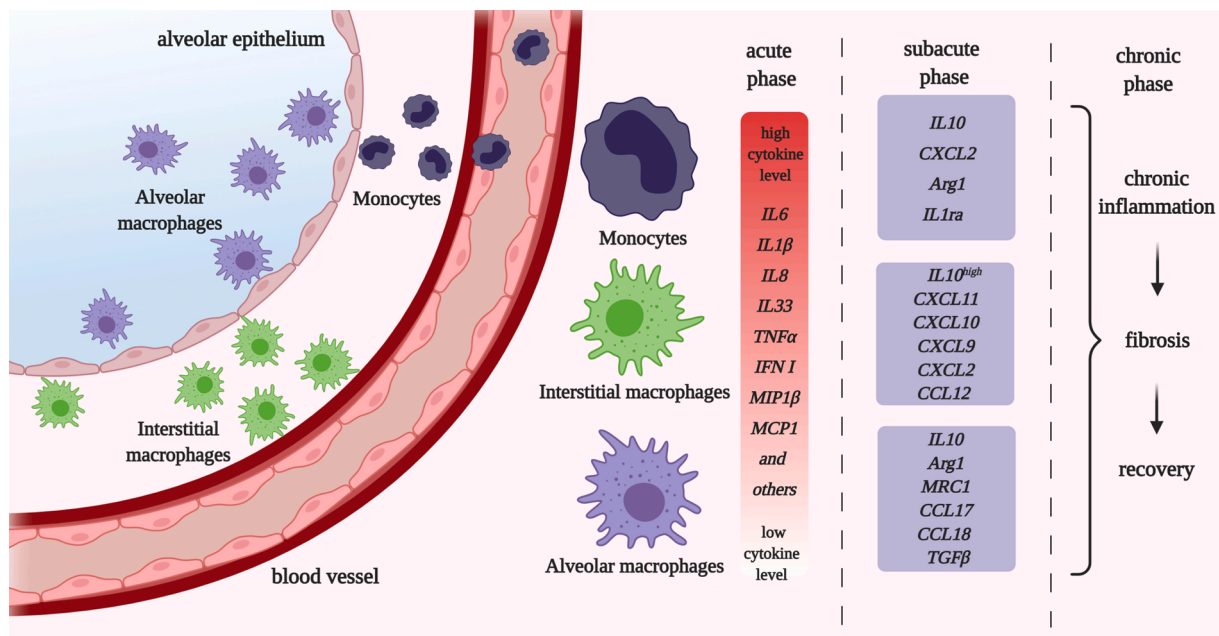 alveolar epithelium
Alveolar
macrophages
Monocytes
Interstitial
macrophages
blood vessel
Monocytes
Interstitial macrophages
Alveolar macrophages
acute
phase
high
cytokine
level
IL6
IL1β
IL8
IL33
TNFα
IFN I
MIP1β
MCP1
and
others
low
cytokine
level
subacute
phase
IL10
CXCL2
Arg1
IL1ra
IL10^high
CXCL11
CXCL10
CXCL9
CXCL2
CCL12
IL10
Arg1
MRC1
CCL17
CCL18
TGFβ
chronic
phase
chronic
inflammation
fibrosis
recovery